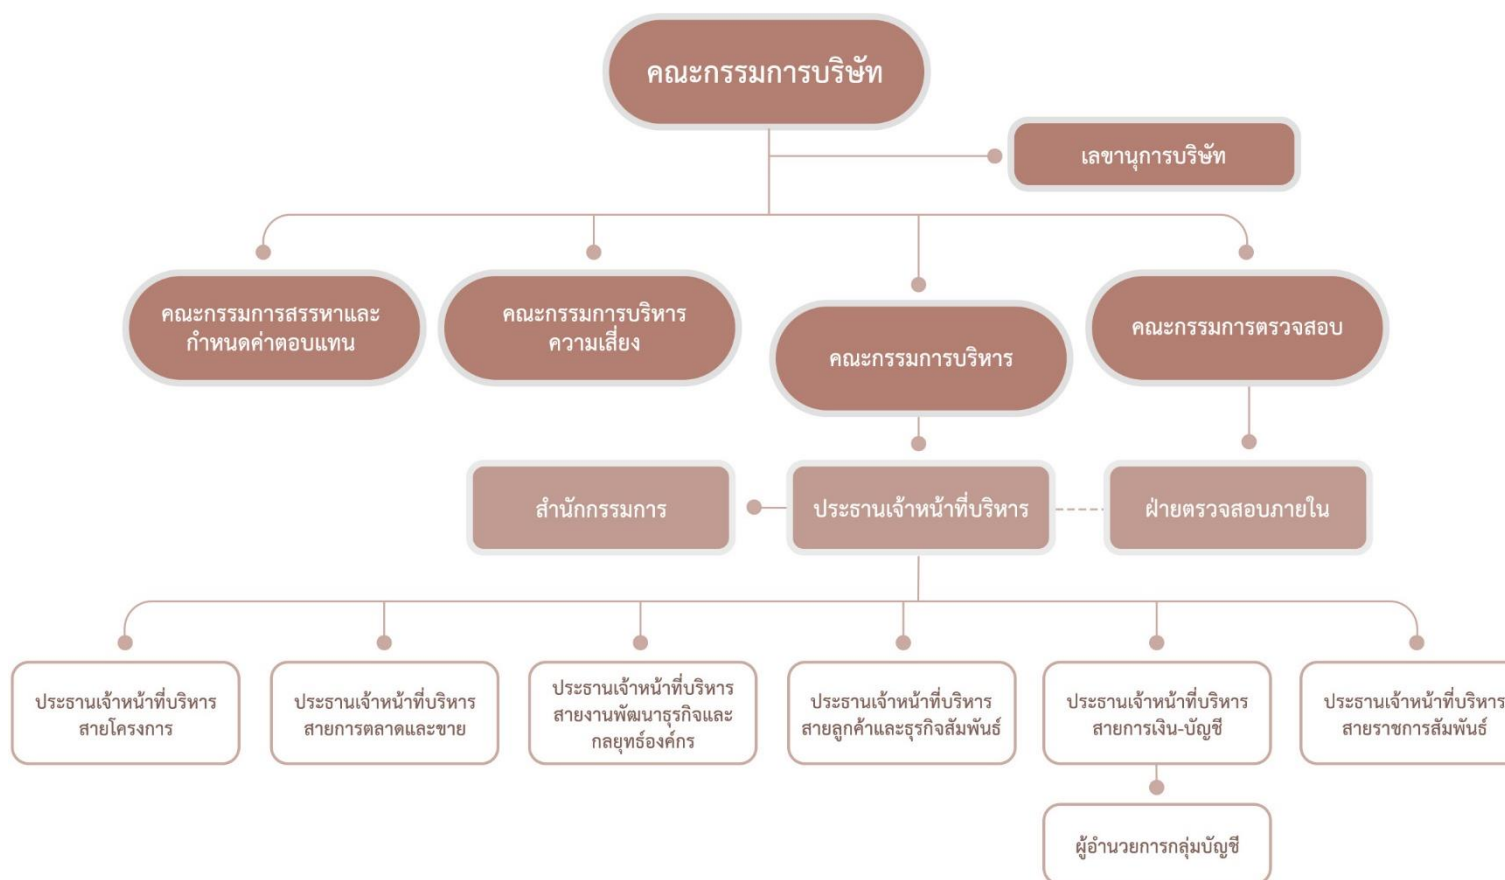 คณะกรรมการบริษัท
เลขานุการบริษัท
คณะกรรมการสรรหาและ
กำหนดค่าตอบแทน
คณะกรรมการบริหาร
ความเสี่ยง
คณะกรรมการบริหาร
คณะกรรมการตรวจสอบ
สำนักกรรมการ
ประธานเจ้าหน้าที่บริหาร
ฝ่ายตรวจสอบภายใน
ประธานเจ้าหน้าที่บริหาร
สายโครงการ
ประธานเจ้าหน้าที่บริหาร
สายการตลาดและขาย
ประธานเจ้าหน้าที่บริหาร
สายงานพัฒนาธุรกิจและ
กลยุทธ์องค์กร
ประธานเจ้าหน้าที่บริหาร
สายลูกค้าและธุรกิจสัมพันธ์
ประธานเจ้าหน้าที่บริหาร
สายการเงิน-บัญชี
ประธานเจ้าหน้าที่บริหาร
สายราชการสัมพันธ์
ผู้อำนวยการกลุ่มบัญชี